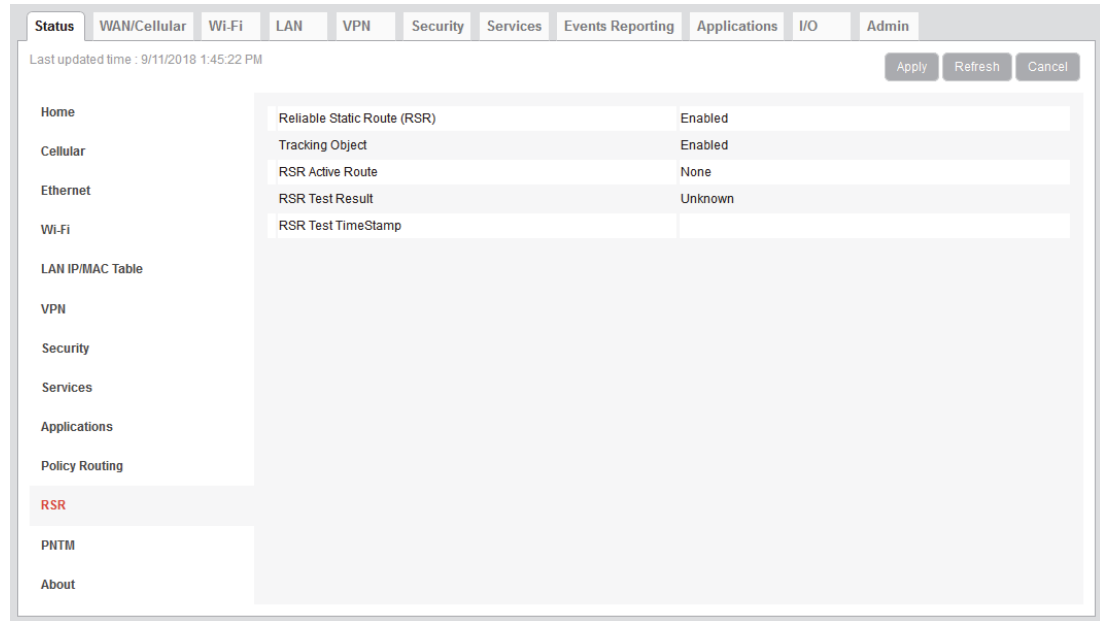 Status WAN/Cellular Wi-Fi LAN VPN Security Services Events Reporting Applications I/O Admin
Last updated time : 9/11/2018 1:45:22 PM
Apply Refresh Cancel
Home
Cellular
Ethernet
Wi-Fi
LAN IP/MAC Table
VPN
Security
Services
Applications
Policy Routing
RSR
PNTM
About
Reliable Static Route (RSR) Enabled
Tracking Object Enabled
RSR Active Route None
RSR Test Result Unknown
RSR Test TimeStamp